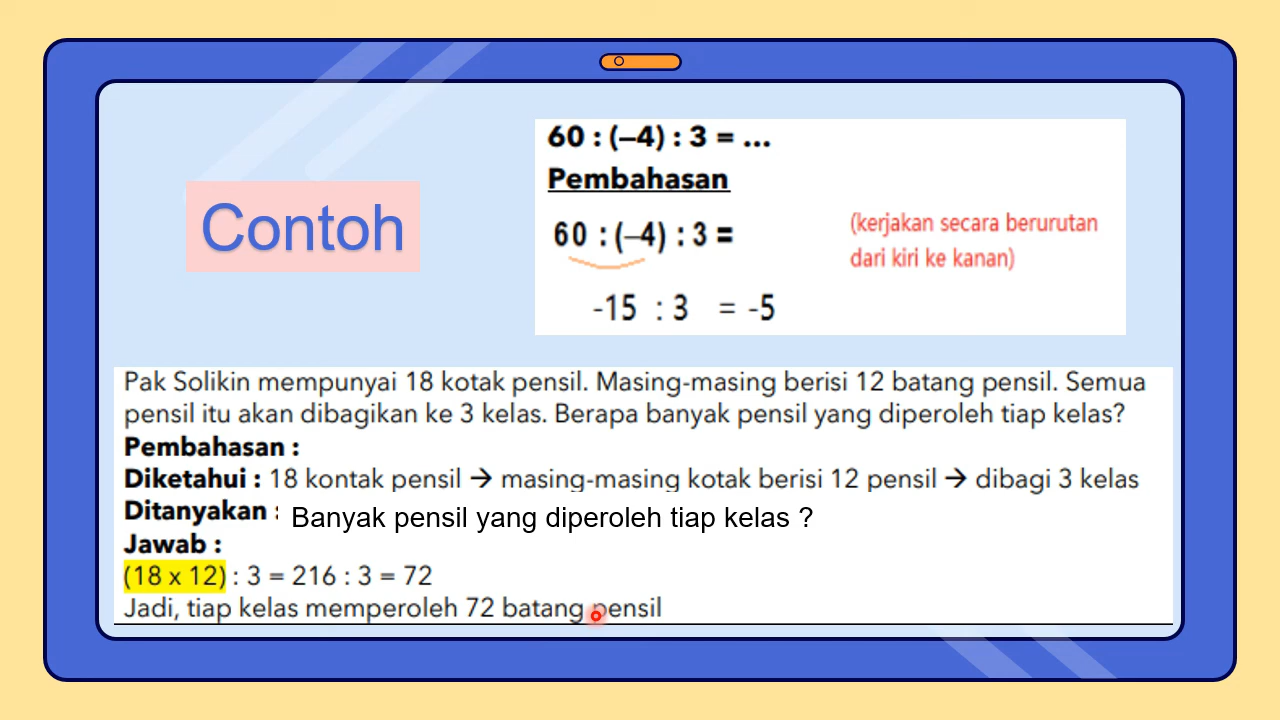 Contoh
60 : (–4) : 3 = ...
Pembahasan
60 : (–4) : 3 =
(kerjakan secara berurutan
dari kiri ke kanan)
-15 : 3 = -5
Pak Solikin mempunyai 18 kotak pensil. Masing-masing berisi 12 batang pensil. Semua
pensil itu akan dibagikan ke 3 kelas. Berapa banyak pensil yang diperoleh tiap kelas?
Pembahasan :
Diketahui : 18 kontak pensil → masing-masing kotak berisi 12 pensil → dibagi 3 kelas
Ditanyakan : Banyak pensil yang diperoleh tiap kelas ?
Jawab :
(18 x 12) : 3 = 216 : 3 = 72
Jadi, tiap kelas memperoleh 72 batang pensil